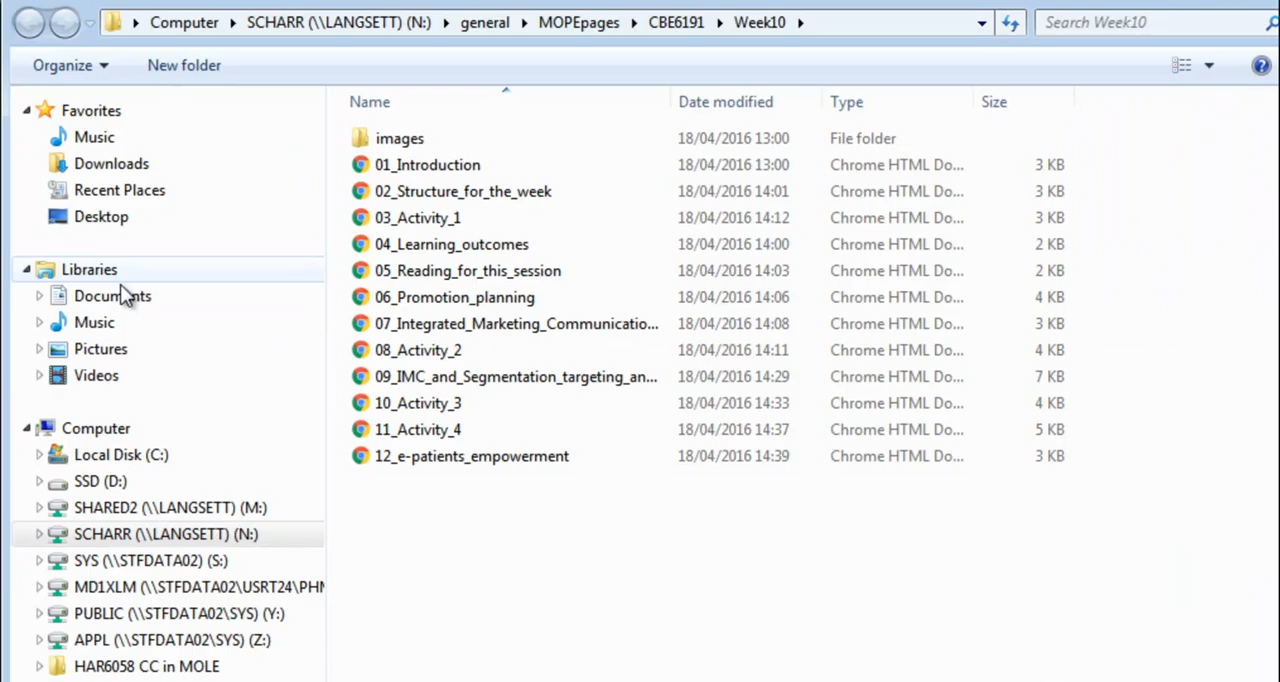 Computer SCHARR (\\LANGSETT) (N:) general MOPEpages CBE6191 Week10 Search Week10
Organize New folder
Favorites
Music
Downloads
Recent Places
Desktop
Libraries
Documents
Music
Pictures
Videos
Computer
Local Disk (C:)
SSD (D:)
SHARED2 (\\LANGSETT) (M:)
SCHARR (\\LANGSETT) (N:)
SYS (\\STFDATA02) (S:)
MD1XLM (\\STFDATA02\USRT24\PHM
PUBLIC (\\STFDATA02\SYS) (Y:)
APPL (\\STFDATA02\SYS) (Z:)
HAR6058 CC in MOLE
Name Date modified Type Size
images 18/04/2016 13:00 File folder
01_Introduction 18/04/2016 13:00 Chrome HTML Do... 3 KB
02_Structure_for_the_week 18/04/2016 14:01 Chrome HTML Do... 3 KB
03_Activity_1 18/04/2016 14:12 Chrome HTML Do... 3 KB
04_Learning_outcomes 18/04/2016 14:00 Chrome HTML Do... 2 KB
05_Reading_for_this_session 18/04/2016 14:03 Chrome HTML Do... 2 KB
06_Promotion_planning 18/04/2016 14:06 Chrome HTML Do... 4 KB
07_Integrated_Marketing_Communicatio... 18/04/2016 14:08 Chrome HTML Do... 3 KB
08_Activity_2 18/04/2016 14:11 Chrome HTML Do... 4 KB
09_IMC_and_Segmentation_targeting_an... 18/04/2016 14:29 Chrome HTML Do... 7 KB
10_Activity_3 18/04/2016 14:33 Chrome HTML Do... 4 KB
11_Activity_4 18/04/2016 14:37 Chrome HTML Do... 5 KB
12_e-patients_empowerment 18/04/2016 14:39 Chrome HTML Do... 3 KB